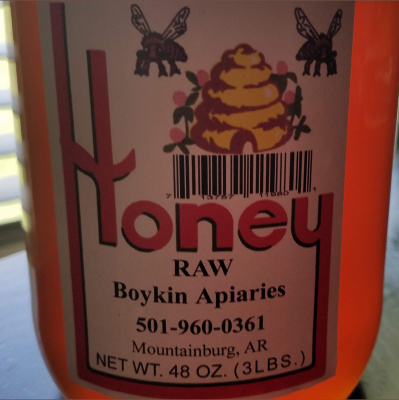 Honey
RAW
Boykin Apiaries
501-960-0361
Mountainburg, AR
NET WT. 48 OZ. (3LBS.)